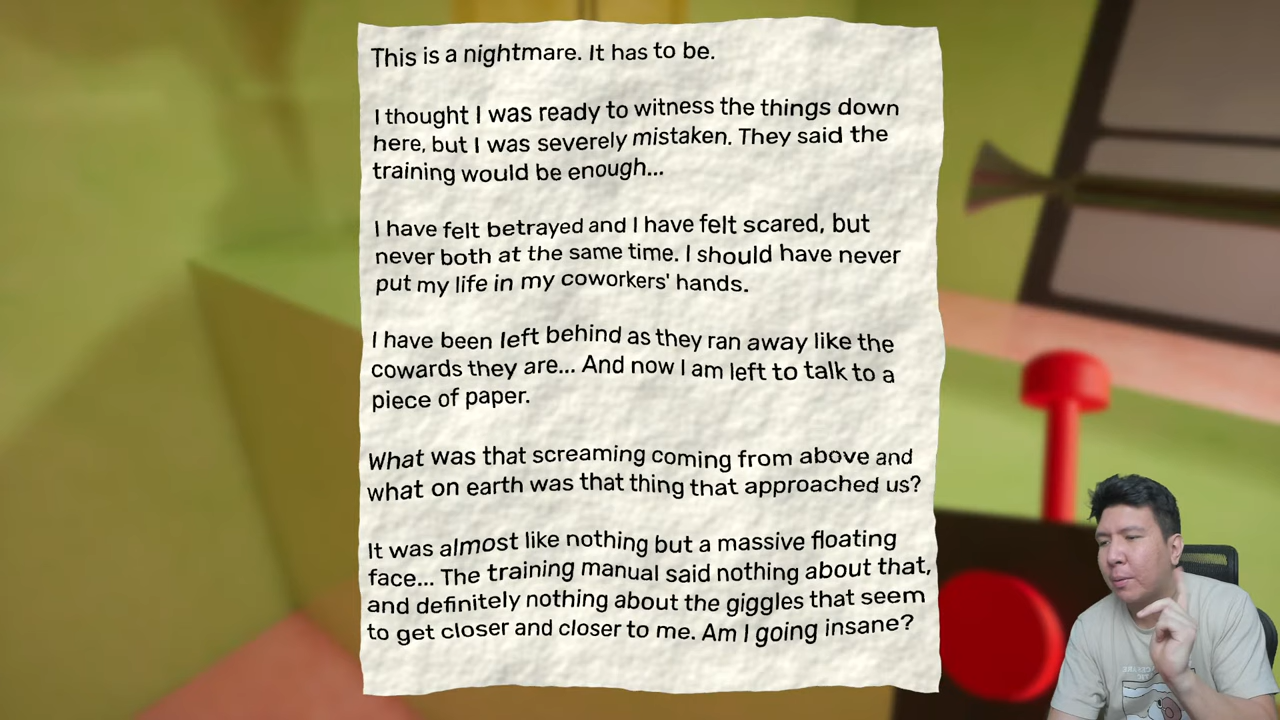 This is a nightmare. It has to be.
I thought I was ready to witness the things down
here, but I was severely mistaken. They said the
training would be enough...
I have felt betrayed and I have felt scared, but
never both at the same time. I should have never
put my life in my coworkers' hands.
I have been left behind as they ran away like the
cowards they are... And now I am left to talk to a
piece of paper.
What was that screaming coming from above and
what on earth was that thing that approached us?
It was almost like nothing but a massive floating
face... The training manual said nothing about that,
and definitely nothing about the giggles that seem
to get closer and closer to me. Am I going insane?